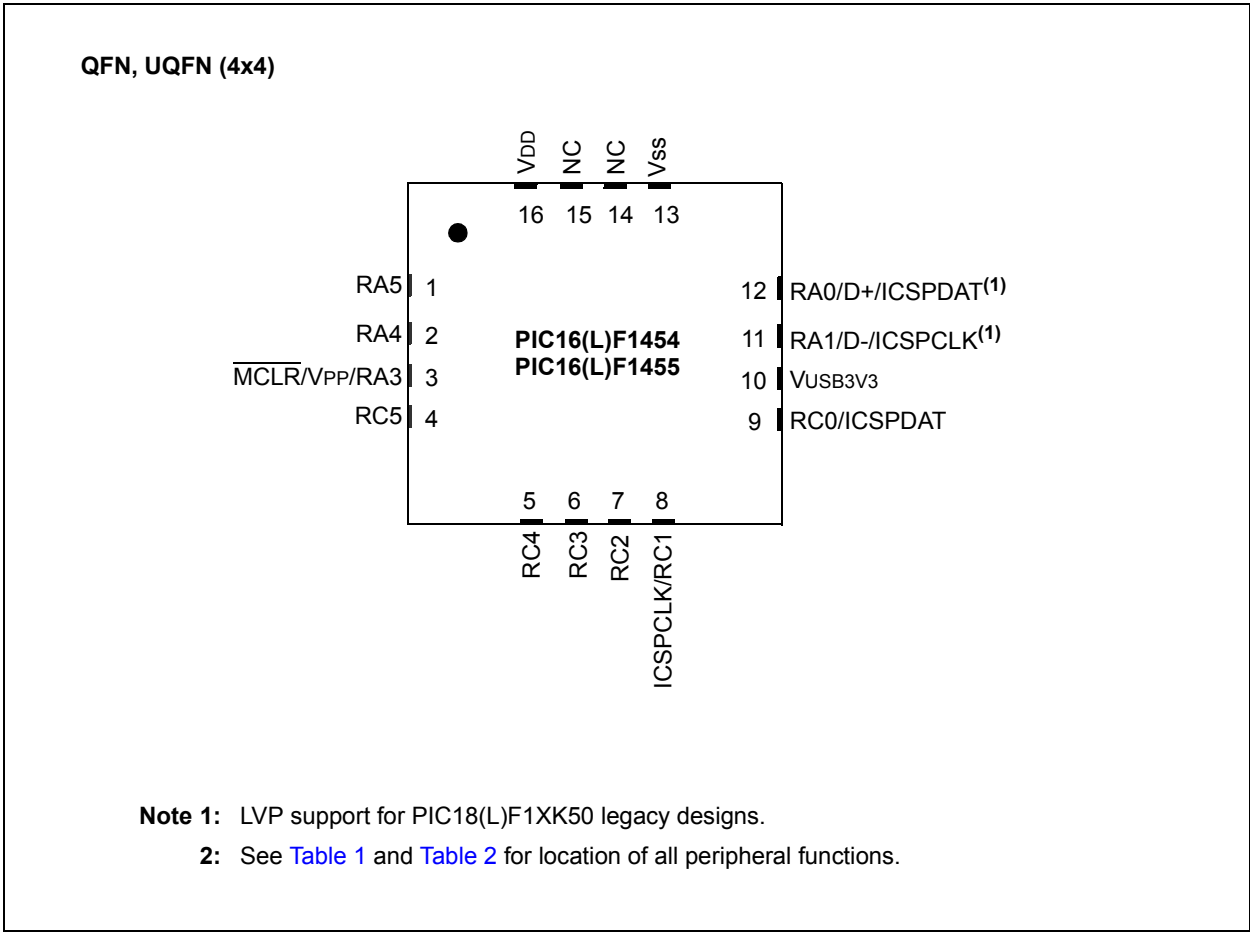 QFN, UQFN (4x4)
VDD
NC
NC
Vss
16 15 14 13
RA5 1
RA4 2
MCLR/VPP/RA3 3
RC5 4
PIC16(L)F1454
PIC16(L)F1455
12 RA0/D+/ICSPDAT(1)
11 RA1/D-/ICSPCLK(1)
10 VUSB3V3
9 RC0/ICSPDAT
5 6 7 8
RC4
RC3
RC2
ICSPCLK/RC1
Note 1: LVP support for PIC18(L)F1XK50 legacy designs.
2: See Table 1 and Table 2 for location of all peripheral functions.